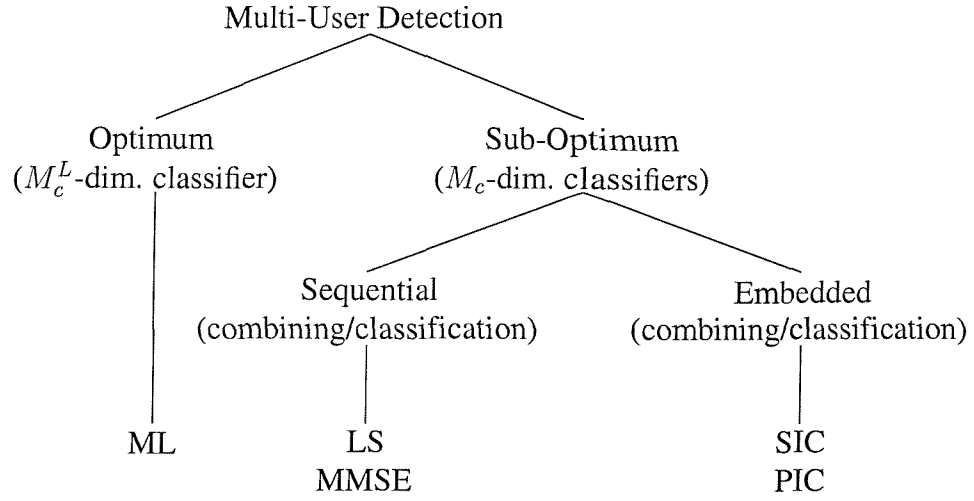 Multi-User Detection
Optimum
Sub-Optimum
($M_c^L$-dim. classifier)
($M_c$-dim. classifiers)
Sequential
Embedded
(combining/classification)
(combining/classification)
ML
LS
SIC
MMSE
PIC